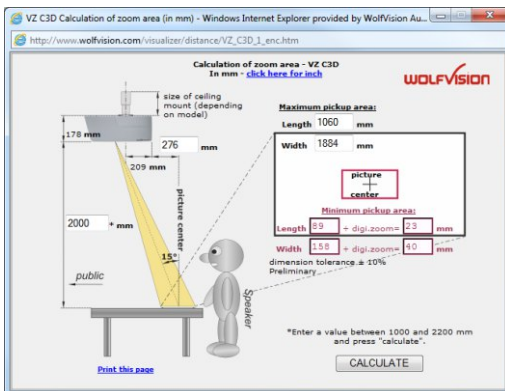 VZ C3D Calculation of zoom area (in mm) - Windows Internet Explorer provided by WolfVision Au...
http://www.wolfvision.com/visualizer/distance/VZ_C3D_1_enc.htm
Calculation of zoom area - VZ C3D
In mm - click here for inch
WOLFVISION
size of ceiling
mount (depending
on model)
178 mm
276 mm
209 mm
picture center
2000 * mm
15°
public
Speaker
Print this page
Maximum pickup area:
Length 1060 mm
Width 1884 mm
picture
center
Minimum pickup area:
Length 89 + digi.zoom= 23 mm
Width 158 + digi.zoom= 40 mm
dimension tolerance ± 10%
Preliminary
*Enter a value between 1000 and 2200 mm
and press "calculate".
CALCULATE